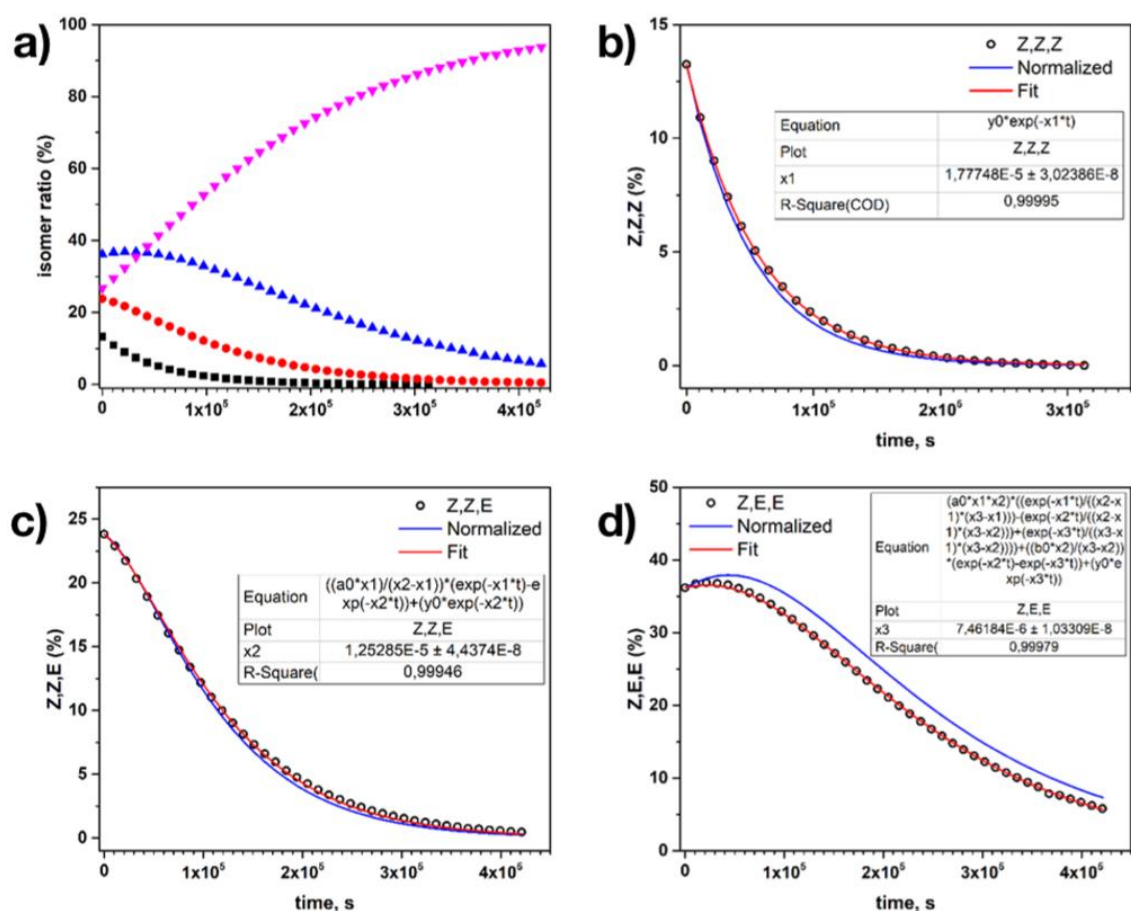 a)
100
80
60
40
20
0
isomer ratio (%)
0
1x10⁵
2x10⁵
3x10⁵
4x10⁵
time, s
b)
15
10
5
0
Z,Z,Z (%)
Z,Z,Z
Normalized
Fit
Equation y0*exp(-x1*t)
Plot Z,Z,Z
x1 1,77748E-5 ± 3,02386E-8
R-Square(COD) 0,99995
0
1x10⁵
2x10⁵
3x10⁵
time, s
c)
25
20
15
10
5
0
Z,Z,E (%)
Z,Z,E
Normalized
Fit
Equation ((a0*x1)/(x2-x1))*(exp(-x1*t)-e
xp(-x2*t))+(y0*exp(-x2*t))
Plot Z,Z,E
x2 1,25285E-5 ± 4,4374E-8
R-Square( 0,99946
0
1x10⁵
2x10⁵
3x10⁵
4x10⁵
time, s
d)
50
40
30
20
10
0
Z,E,E (%)
Z,E,E
Normalized
Fit
Equation
(a0*x1*x2)*((exp(-x1*t)/((x2-x
1)*(x3-x1)))-(exp(-x2*t)/((x2-x
1)*(x3-x2)))+(exp(-x3*t)/((x3-x
1)*(x3-x2))))+((b0*x2)/(x3-x2))
*(exp(-x2*t)-exp(-x3*t))+(y0*e
xp(-x3*t))
Plot Z,E,E
x3 7,46184E-6 ± 1,03309E-8
R-Square( 0,99979
0
1x10⁵
2x10⁵
3x10⁵
4x10⁵
time, s